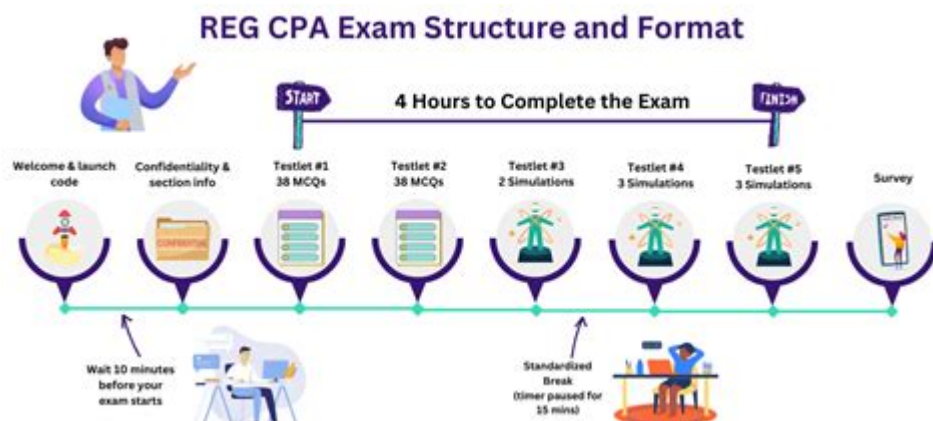 REG CPA Exam Structure and Format
START
4 Hours to Complete the Exam
FINISH
Welcome & launch
code
Confidentiality &
section info
Testlet #1
38 MCQs
Testlet #2
38 MCQs
Testlet #3
2 Simulations
Testlet #4
3 Simulations
Testlet #5
3 Simulations
Survey
CONFIDENTIAL
Wait 10 minutes
before your
exam starts
Standardized
Break
(timer paused for
15 mins)